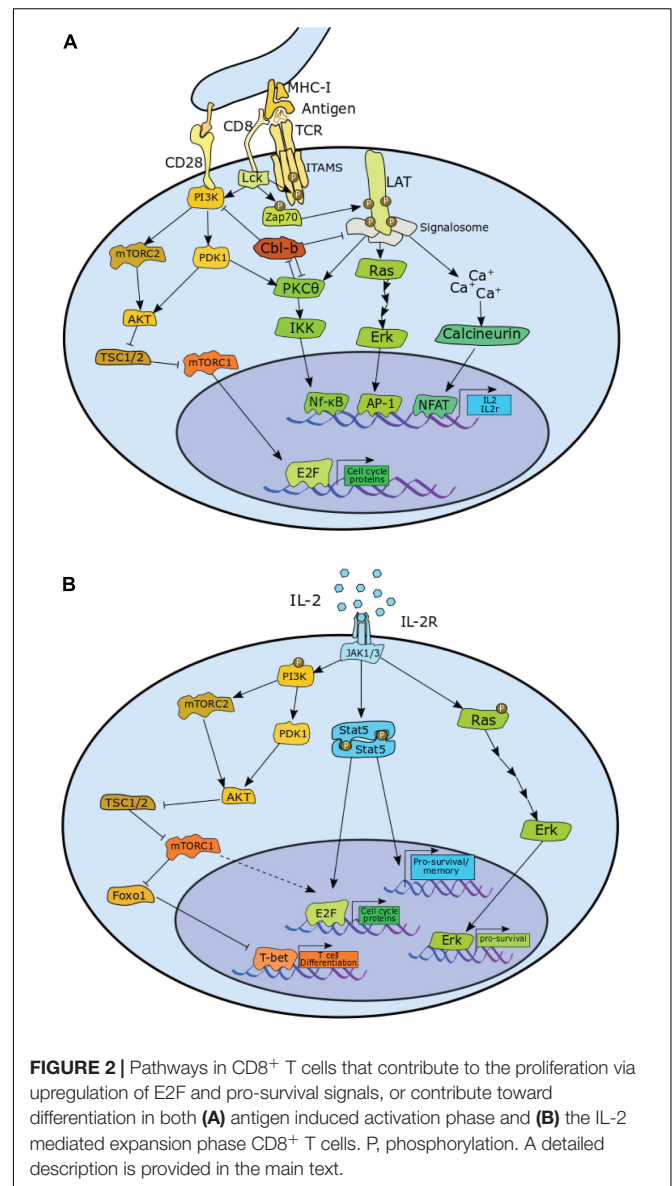 A
MHC-I
Antigen
CD8
TCR
CD28
ITAMS
Lck
LAT
PI3K
P
P
P
Zap70
P
P
P
P
Signalosome
mTORC2
PDK1
Cbl-b
Ras
Ca+
Ca+
Ca+
PKCθ
AKT
IKK
Erk
Calcineurin
TSC1/2
mTORC1
Nf-κB
AP-1
NFAT
IL2
IL2r
E2F
Cell cycle
proteins
B
IL-2
IL-2R
JAK1/3
P
PI3K
mTORC2
Ras
P
PDK1
Stat5
P
P
Stat5
AKT
TSC1/2
Erk
mTORC1
Pro-survival/
memory
Foxo1
E2F
Cell cycle
proteins
Erk
pro-survival
T-bet
T cell
Differentiation
FIGURE 2 | Pathways in CD8+ T cells that contribute to the proliferation via
upregulation of E2F and pro-survival signals, or contribute toward
differentiation in both (A) antigen induced activation phase and (B) the IL-2
mediated expansion phase CD8+ T cells. P, phosphorylation. A detailed
description is provided in the main text.